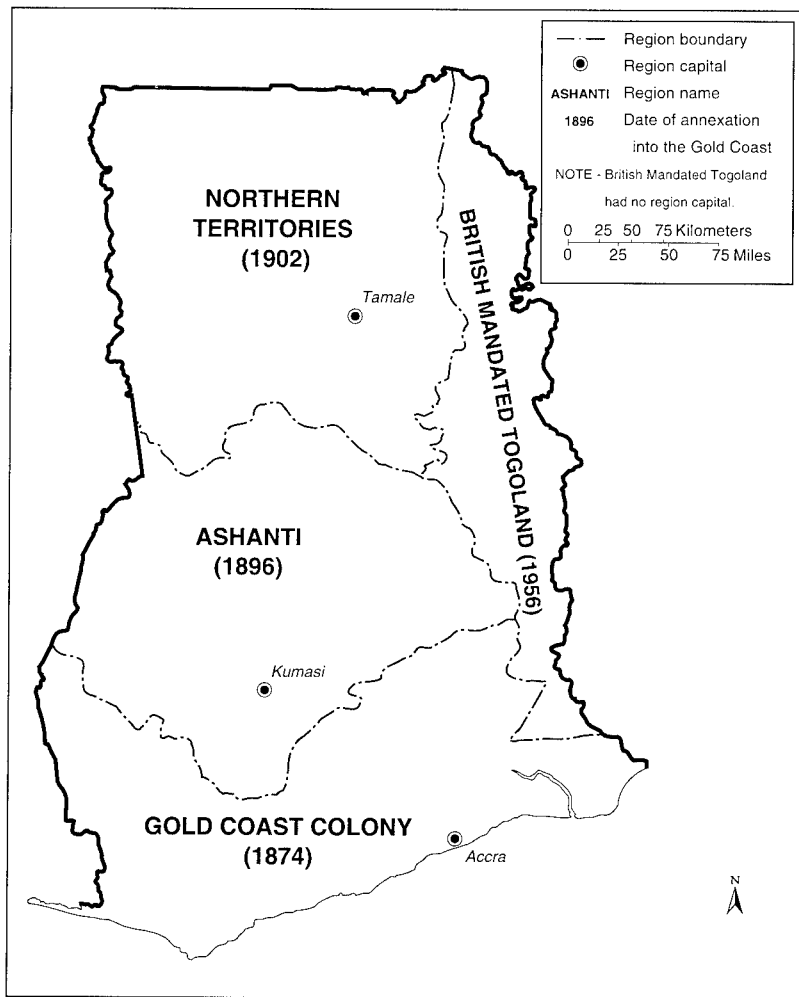 Region boundary
Region capital
ASHANTI Region name
1896 Date of annexation
into the Gold Coast
NOTE - British Mandated Togoland
had no region capital.
0 25 50 75 Kilometers
0 25 50 75 Miles
NORTHERN
TERRITORIES
(1902)
Tamale
BRITISH MANDATED TOGOLAND (1956)
ASHANTI
(1896)
Kumasi
GOLD COAST COLONY
(1874)
Accra
N